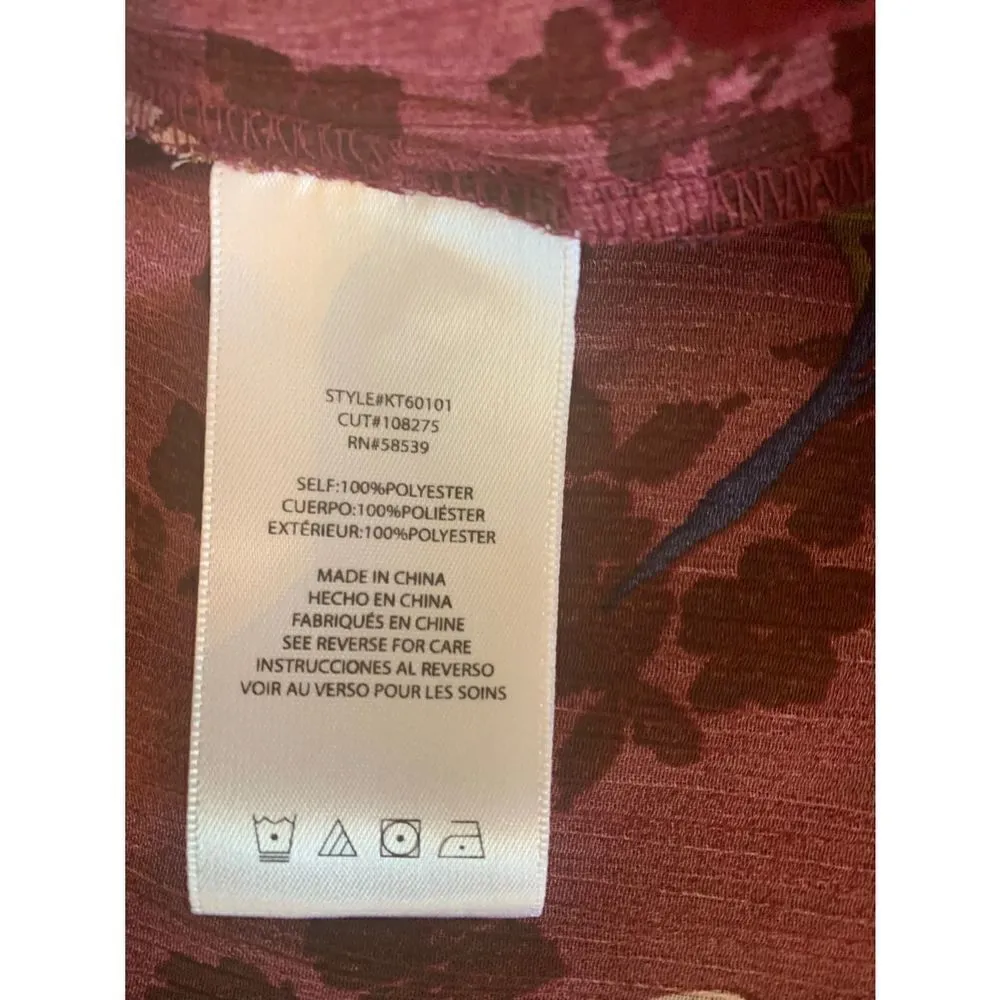 STYLE#KT60101
CUT#108275
RN#58539
SELF:100%POLYESTER
CUERPO:100%POLIÉSTER
EXTÉRIEUR:100%POLYESTER
MADE IN CHINA
HECHO EN CHINA
FABRIQUÉS EN CHINE
SEE REVERSE FOR CARE
INSTRUCCIONES AL REVERSO
VOIR AU VERSO POUR LES SOINS